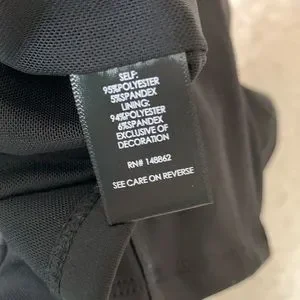 SELF:
95%POLYESTER
5%SPANDEX
LINING:
94%POLYESTER
6%SPANDEX
EXCLUSIVE OF
DECORATION
RN# 148862
SEE CARE ON REVERSE